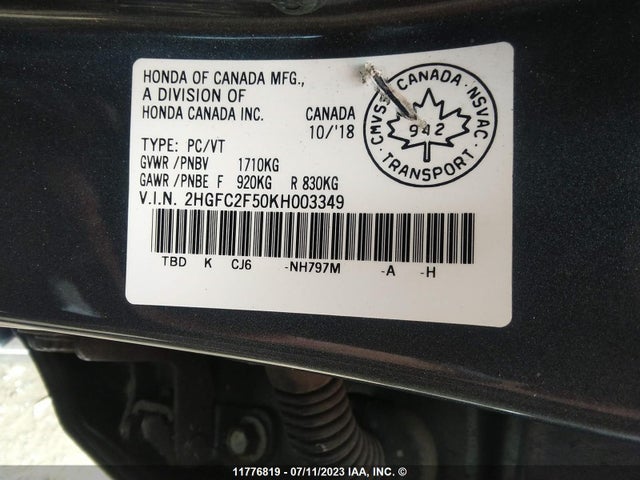 HONDA OF CANADA MFG.,
A DIVISION OF
HONDA CANADA INC.
CANADA
10/'18
TYPE: PC/VT
GVWR /PNBV 1710KG
GAWR /PNBE F 920KG R 830KG
V.I.N. 2HGFC2F50KH003349
TBD K CJ6 -NH797M -A -H
CMVSS CANADA NSVAC
942
TRANSPORT
11776819 - 07/11/2023 IAA, INC. ©